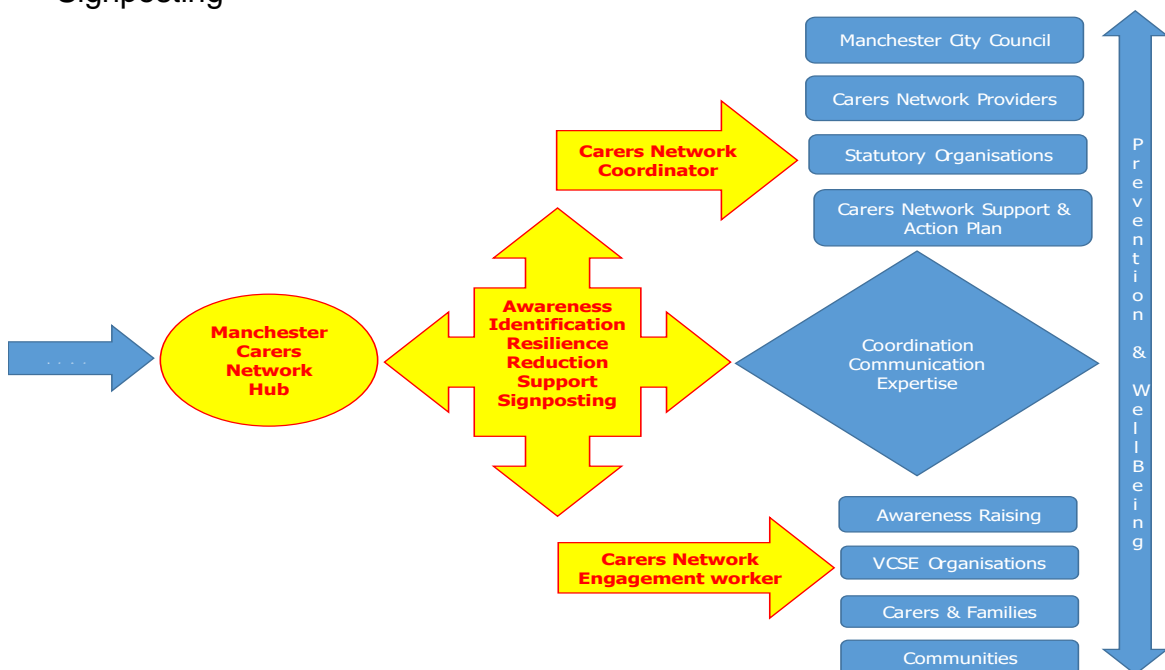 Signposting
Manchester City Council
Carers Network Providers
Carers Network
Coordinator
Statutory Organisations
Carers Network Support &
Action Plan
Awareness
Identification
Resilience
Reduction
Support
Signposting
Manchester
Carers
Network
Hub
. . . .
Coordination
Communication
Expertise
Awareness Raising
Carers Network
Engagement worker
VCSE Organisations
Carers & Families
Communities
Prevention & WellBeing